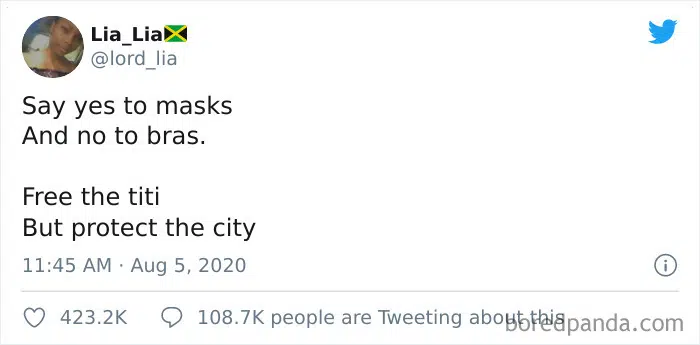 Lia_Lia🇯🇲
@lord_lia
Say yes to masks
And no to bras.
Free the titi
But protect the city
11:45 AM · Aug 5, 2020
423.2K 108.7K people are Tweeting about this
boredpanda.com